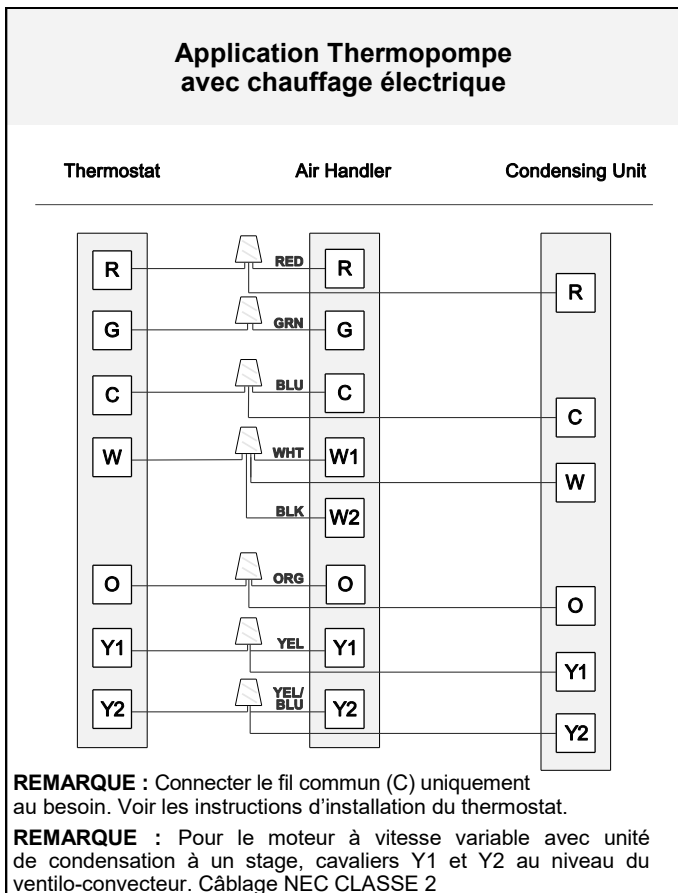 Application Thermopompe
avec chauffage électrique
Thermostat Air Handler Condensing Unit
R RED R
R
G GRN G
C BLU C
C
W WHT W1
W
BLK W2
O ORG O
O
Y1 YEL Y1
Y1
Y2 YEL/
BLU Y2
Y2
REMARQUE : Connecter le fil commun (C) uniquement
au besoin. Voir les instructions d’installation du thermostat.
REMARQUE : Pour le moteur à vitesse variable avec unité
de condensation à un stage, cavaliers Y1 et Y2 au niveau du
ventilo-convecteur. Câblage NEC CLASSE 2